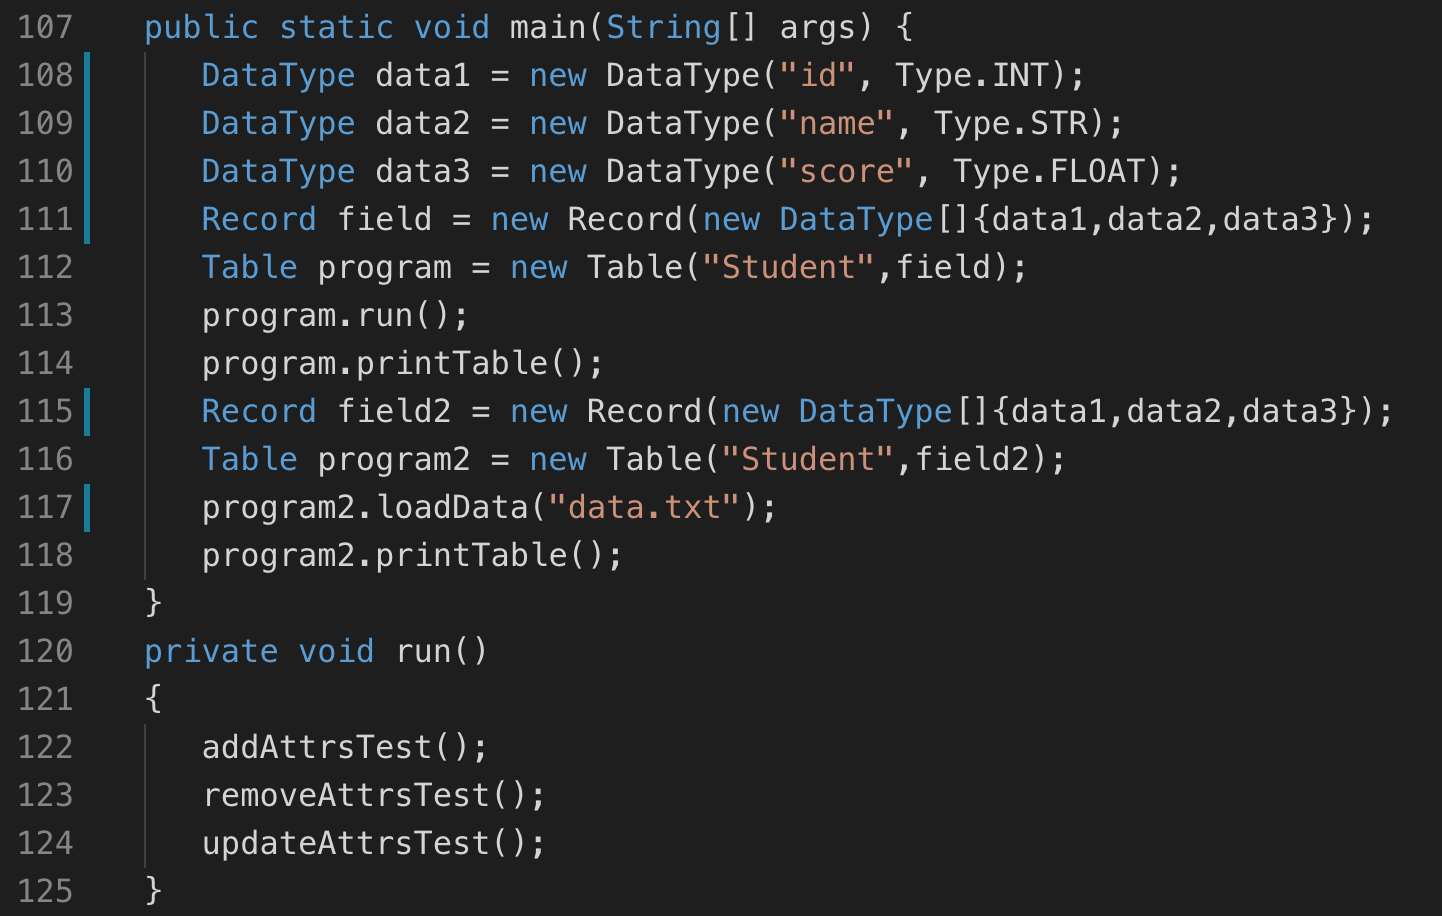 107 public static void main(String[] args) {
108 DataType data1 = new DataType("id", Type.INT);
109 DataType data2 = new DataType("name", Type.STR);
110 DataType data3 = new DataType("score", Type.FLOAT);
111 Record field = new Record(new DataType[]{data1,data2,data3});
112 Table program = new Table("Student",field);
113 program.run();
114 program.printTable();
115 Record field2 = new Record(new DataType[]{data1,data2,data3});
116 Table program2 = new Table("Student",field2);
117 program2.loadData("data.txt");
118 program2.printTable();
119 }
120 private void run()
121 {
122 addAttrsTest();
123 removeAttrsTest();
124 updateAttrsTest();
125 }